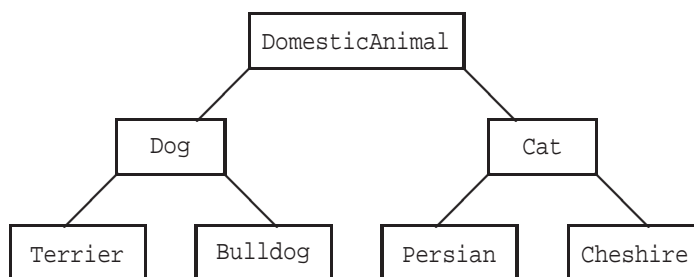 DomesticAnimal
Dog
Cat
Terrier
Bulldog
Persian
Cheshire